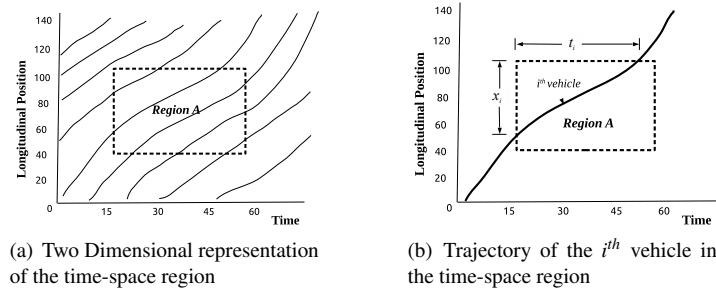 140
120
100
80
60
40
20
0
15
30
45
60
Longitudinal Position
Time
Region A
140
120
100
80
60
40
20
0
15
30
45
60
Longitudinal Position
Time
t_i
x_i
i^th vehicle
Region A
(a) Two Dimensional representation
of the time-space region
(b) Trajectory of the i^th vehicle in
the time-space region